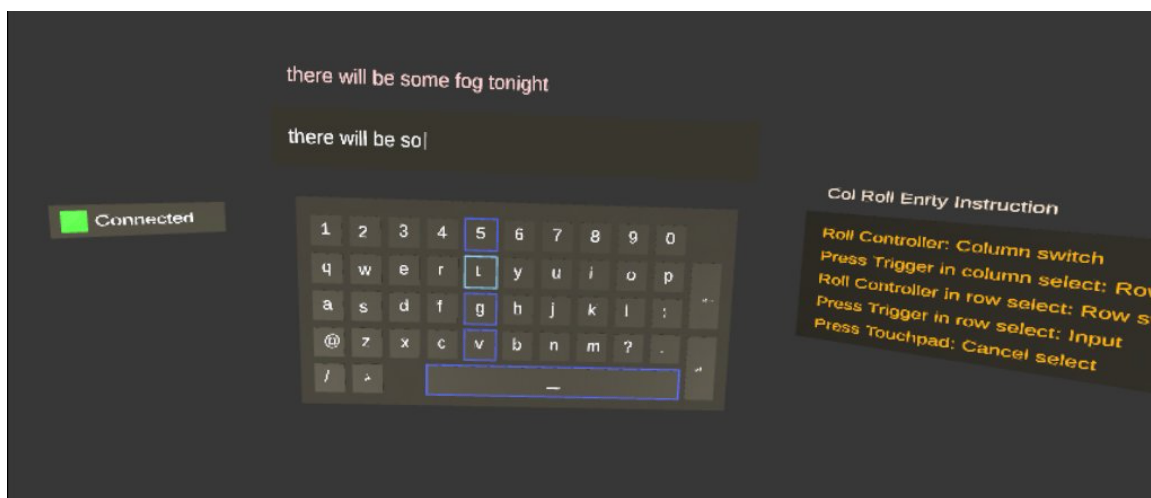 there will be some fog tonight
there will be so
Connected
1 2 3 4 5 6 7 8 9 0
q w e r t y u i o p
a s d f g h j k l :
@ z x c v b n m ? .
/
Col Roll Enrty Instruction
Roll Controller: Column switch
Press Trigger in column select: Row
Roll Controller in row select: Row s
Press Trigger in row select: Input
Press Touchpad: Cancel select